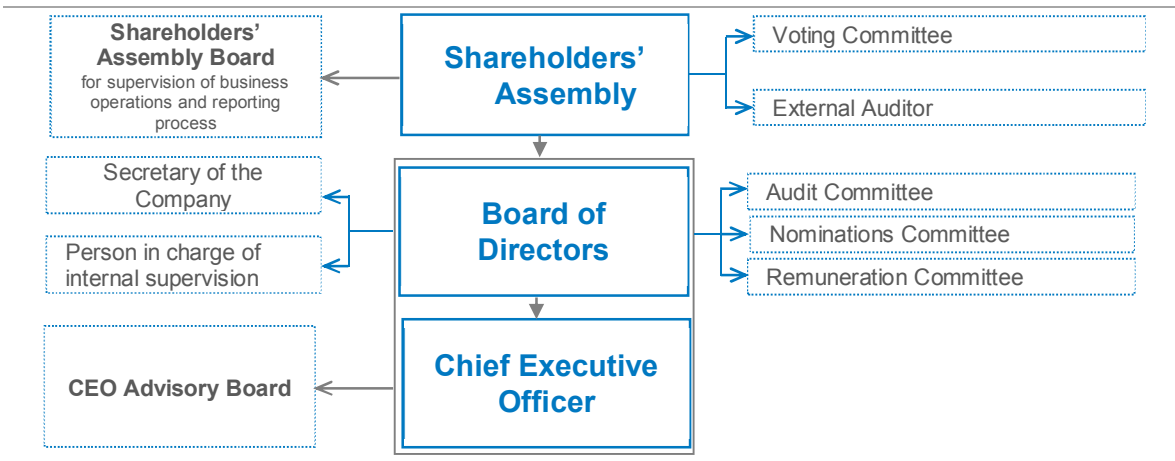 Shareholders’
Assembly Board
for supervision of business
operations and reporting
process
Shareholders’
Assembly
Voting Committee
External Auditor
Secretary of the
Company
Person in charge of
internal supervision
Board of
Directors
Audit Committee
Nominations Committee
Remuneration Committee
CEO Advisory Board
Chief Executive
Officer